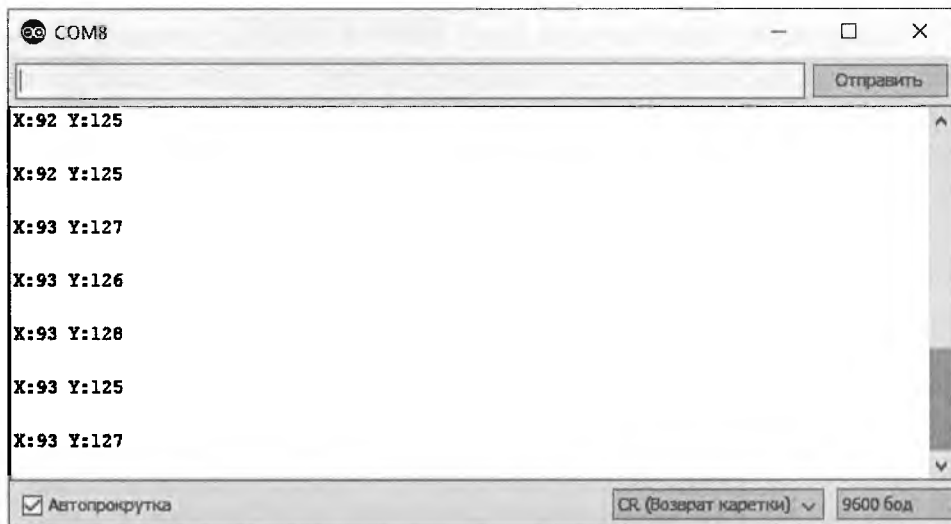 COM8
Отправить
X:92 Y:125
X:92 Y:125
X:93 Y:127
X:93 Y:126
X:93 Y:128
X:93 Y:125
X:93 Y:127
Автопрокрутка
CR (Возврат каретки)
9600 бод